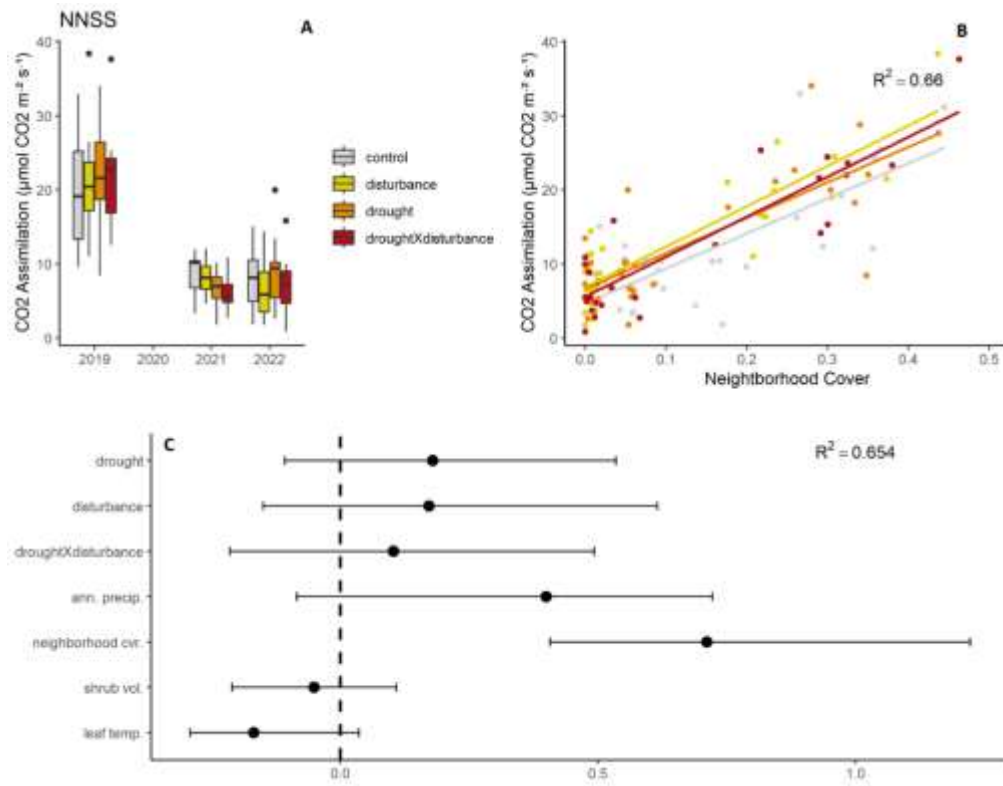 NNSS
A
CO2 Assimilation (μmol CO2 m⁻² s⁻¹)
40
30
20
10
0
2019
2020
2021
2022
control
disturbance
drought
droughtXdisturbance
B
CO2 Assimilation (μmol CO2 m⁻² s⁻¹)
40
30
20
10
0
R² = 0.66
0.0
0.1
0.2
0.3
0.4
0.5
Neightborhood Cover
C
R² = 0.654
drought
disturbance
droughtXdisturbance
ann. precip.
neighborhood cvr.
shrub vol.
leaf temp.
0.0
0.5
1.0